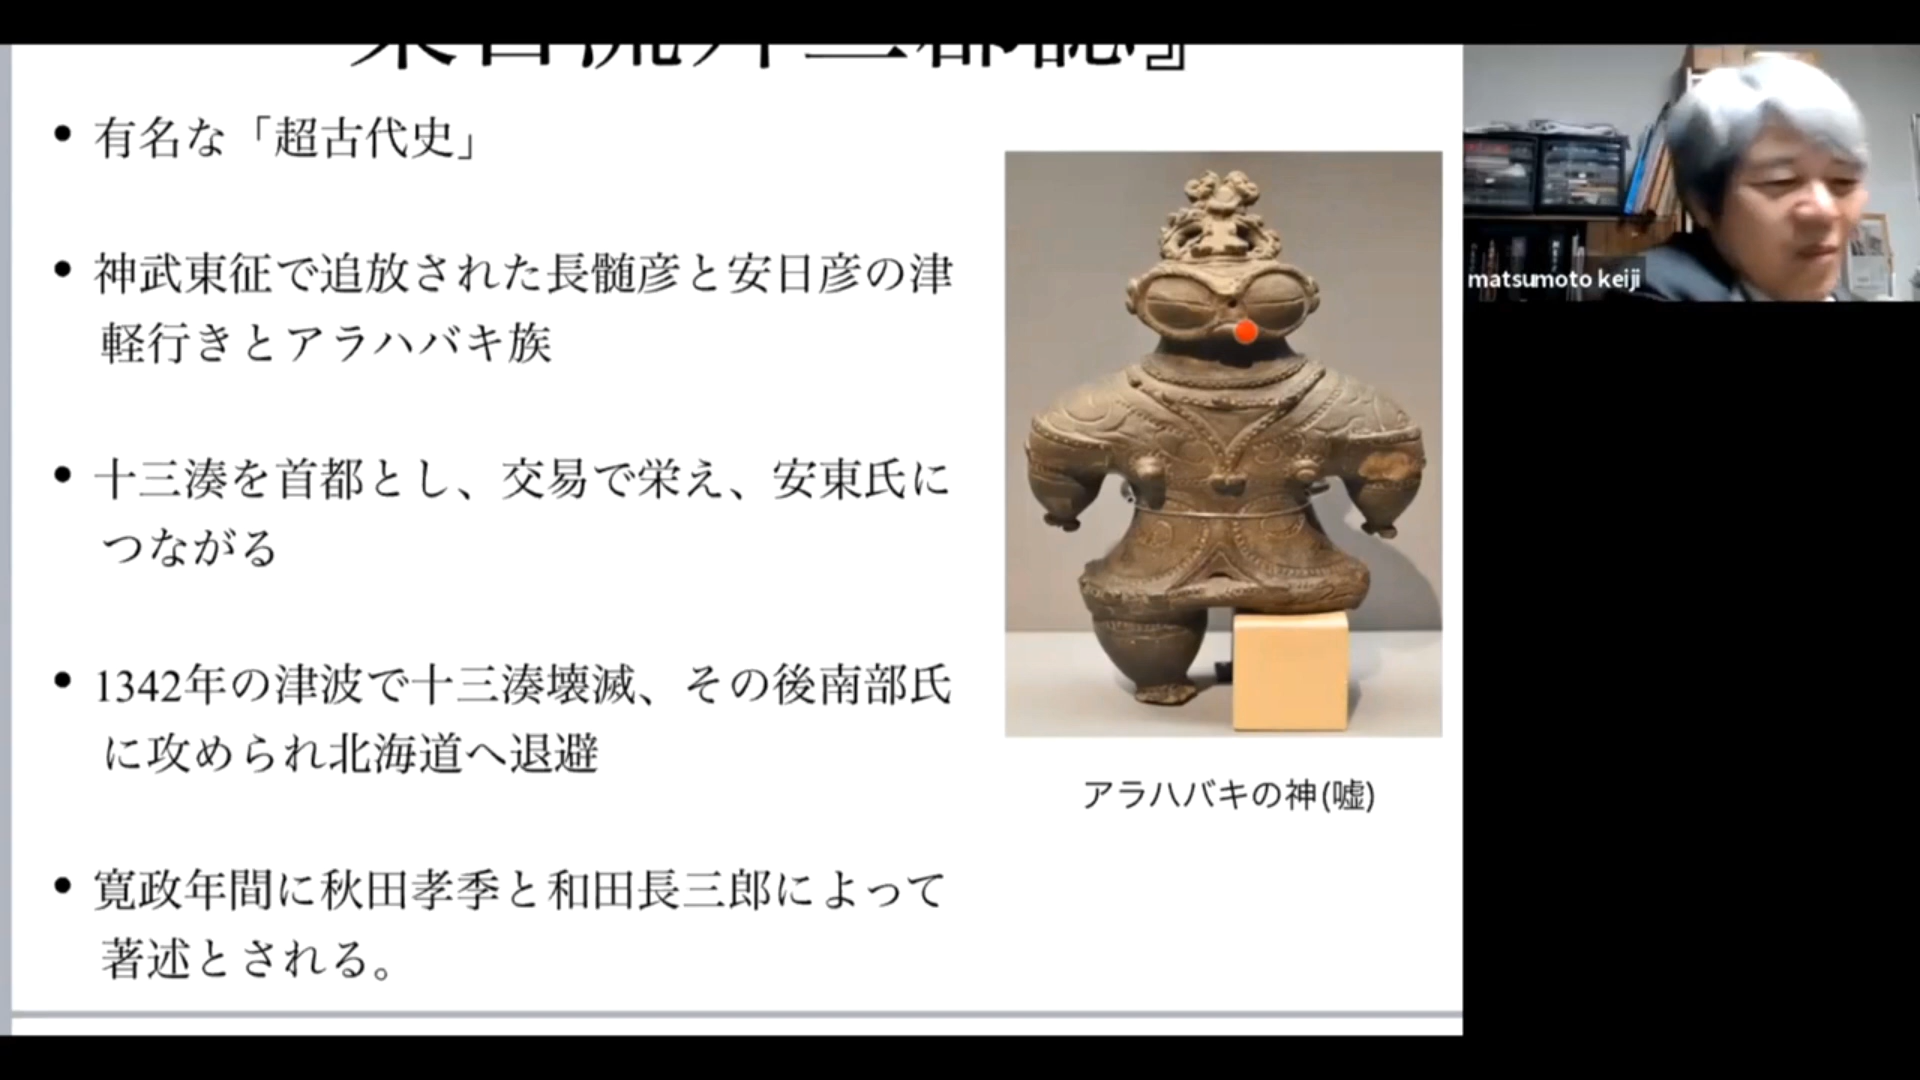 東日流外三郡誌』
• 有名な「超古代史」
• 神武東征で追放された長髄彦と安日彦の津
軽行きとアラハバキ族
• 十三湊を首都とし、交易で栄え、安東氏に
つながる
• 1342年の津波で十三湊壊滅、その後南部氏
に攻められ北海道へ退避
• 寛政年間に秋田孝季と和田長三郎によって
著述とされる。
アラハバキの神(嘘)
matsumoto keiji